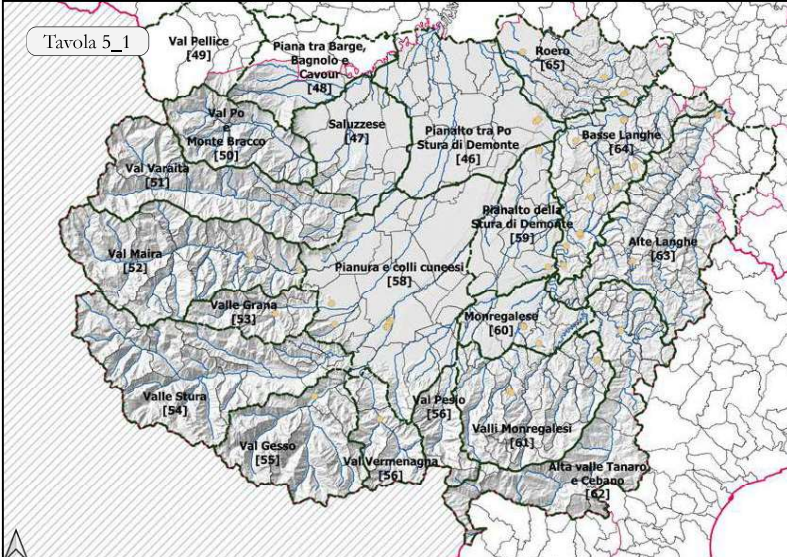 Tavola 5_1
Val Pellice
[49]
Piana tra Barge,
Bagnolo e
Cavour
[48]
Roero
[65]
Val Po
e
Monte Bracco
[50]
Saluzzese
[47]
Pianalto tra Po
Stura di Demonte
[46]
Basse Langhe
[64]
Val Varaita
[51]
Pianalto della
Stura di Demonte
[59]
Val Maira
[52]
Alte Langhe
[63]
Pianura e colli cuneesi
[58]
Valle Grana
[53]
Monregalese
[60]
Valle Stura
[54]
Val Pesio
[56]
Valli Monregalesi
[61]
Val Gesso
[55]
Val Vermenagna
[56]
Alta valle Tanaro
e Cebano
[62]